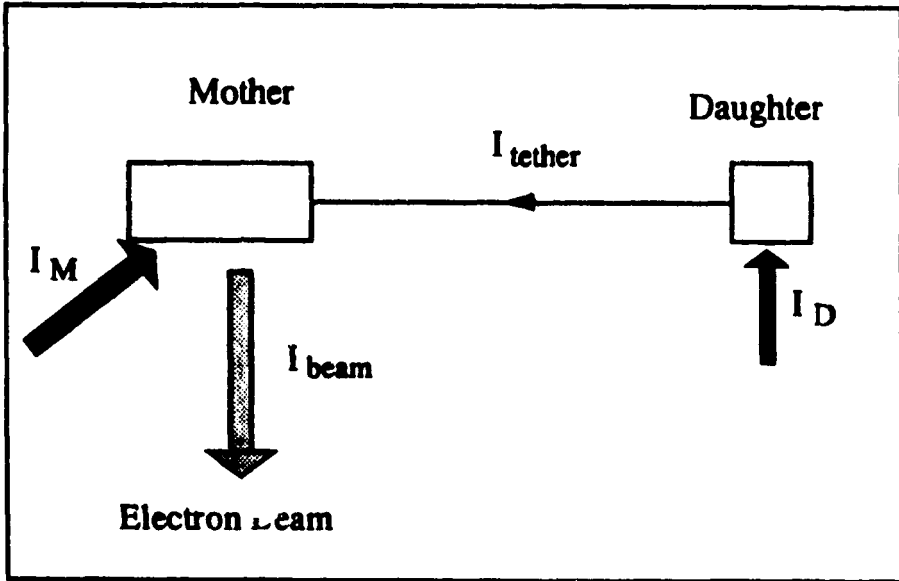 Mother
Daughter
I tether
I M
I D
I beam
Electron